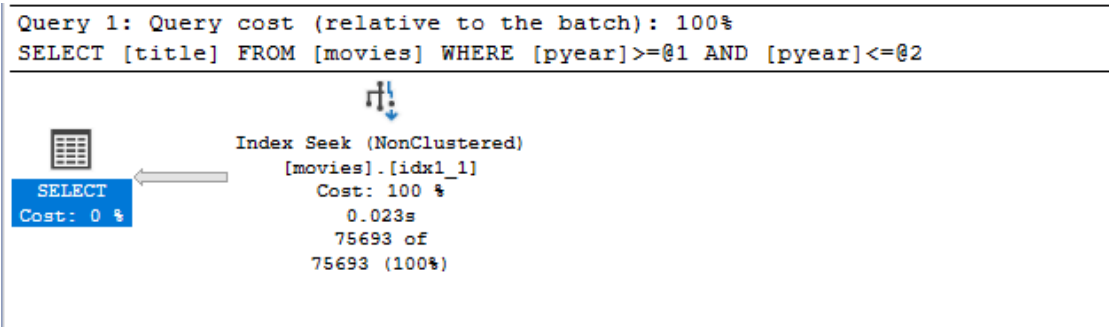 Query 1: Query cost (relative to the batch): 100%
SELECT [title] FROM [movies] WHERE [pyear]>=@1 AND [pyear]<=@2
SELECT
Cost: 0 %
Index Seek (NonClustered)
[movies].[idx1_1]
Cost: 100 %
0.023s
75693 of
75693 (100%)